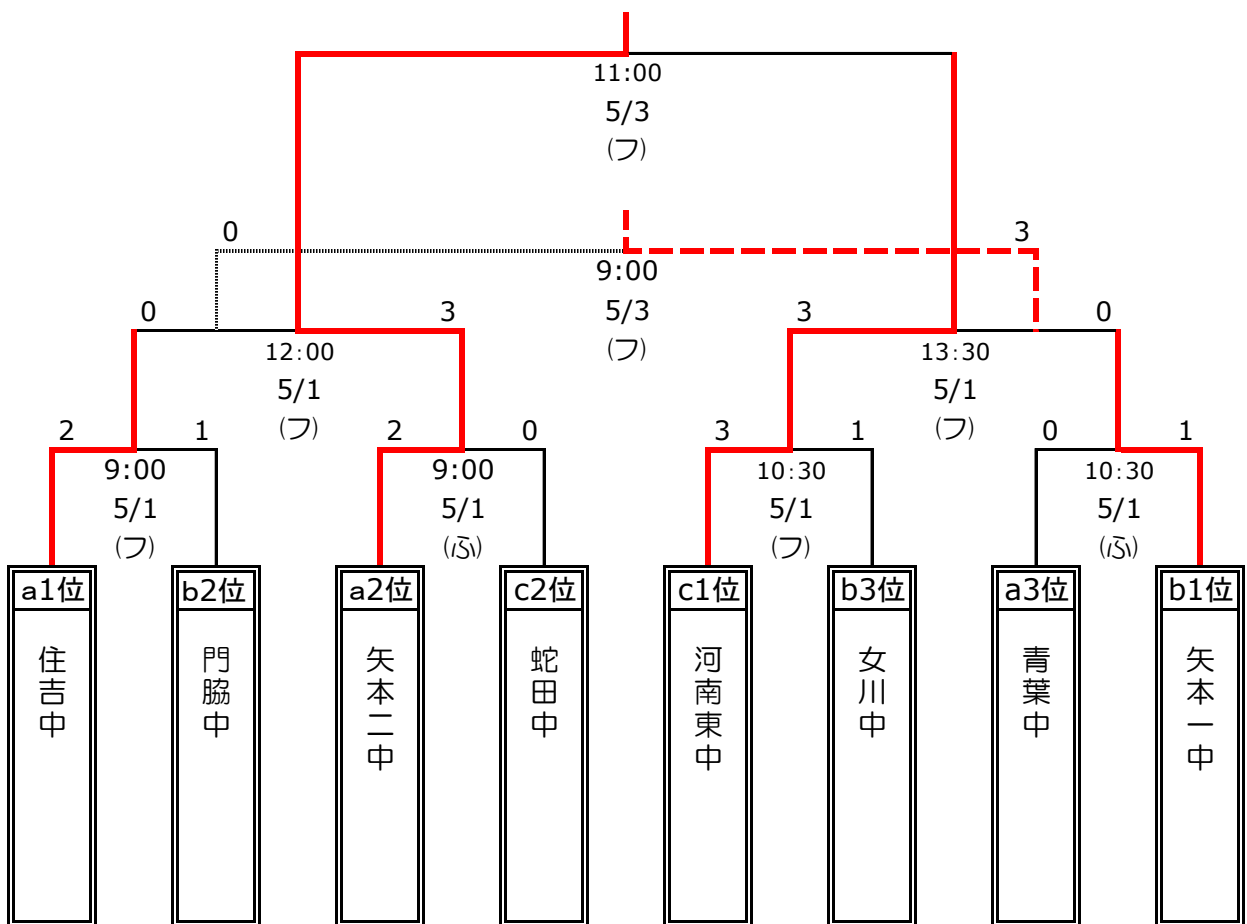 11:00
5/3
(フ)
0
3
9:00
5/3
(フ)
0
3
3
0
12:00
5/1
(フ)
13:30
5/1
(フ)
2
1
2
0
3
1
0
1
9:00
5/1
(フ)
9:00
5/1
(ふ)
10:30
5/1
(フ)
10:30
5/1
(ふ)
a1位
b2位
a2位
c2位
c1位
b3位
a3位
b1位
住吉中
門脇中
矢本二中
蛇田中
河南東中
女川中
青葉中
矢本一中